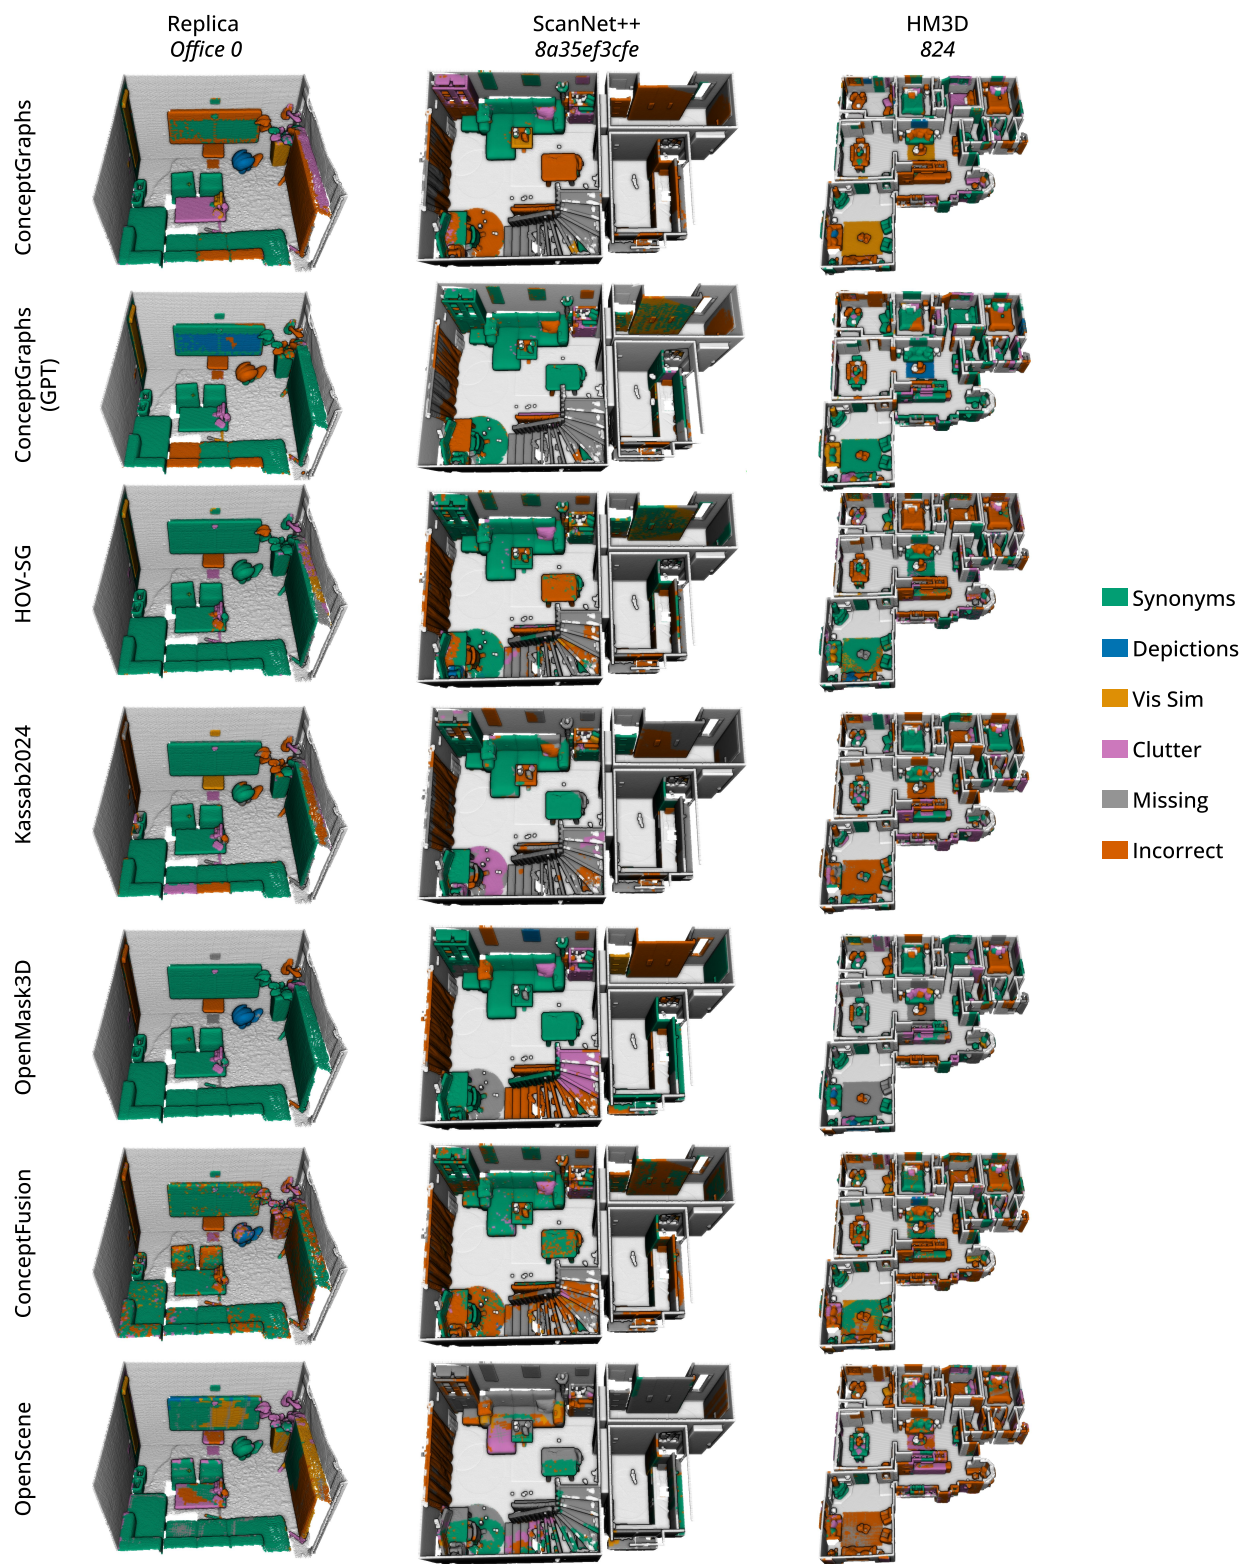 Replica
Office 0
ScanNet++
8a35ef3cfe
HM3D
824
ConceptGraphs
ConceptGraphs
(GPT)
HOV-SG
Kassab2024
OpenMask3D
ConceptFusion
OpenScene
Synonyms
Depictions
Vis Sim
Clutter
Missing
Incorrect